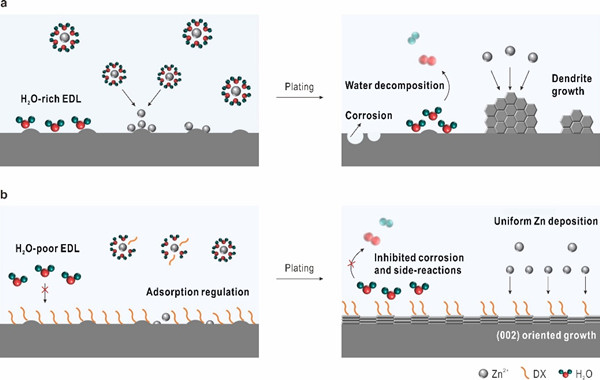 a
H₂O-rich EDL
Plating
Water decomposition
Corrosion
Dendrite
growth
b
H₂O-poor EDL
Adsorption regulation
Plating
Inhibited corrosion
and side-reactions
Uniform Zn deposition
(002) oriented growth
Zn²⁺ DX H₂O